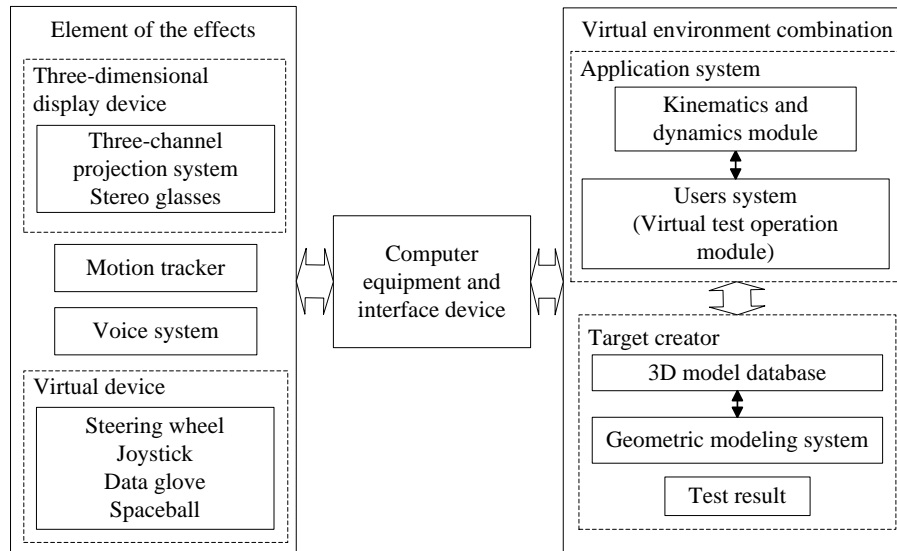 Element of the effects
Three-dimensional
display device
Three-channel
projection system
Stereo glasses
Motion tracker
Voice system
Virtual device
Steering wheel
Joystick
Data glove
Spaceball
Computer
equipment and
interface device
Virtual environment combination
Application system
Kinematics and
dynamics module
Users system
(Virtual test operation
module)
Target creator
3D model database
Geometric modeling system
Test result